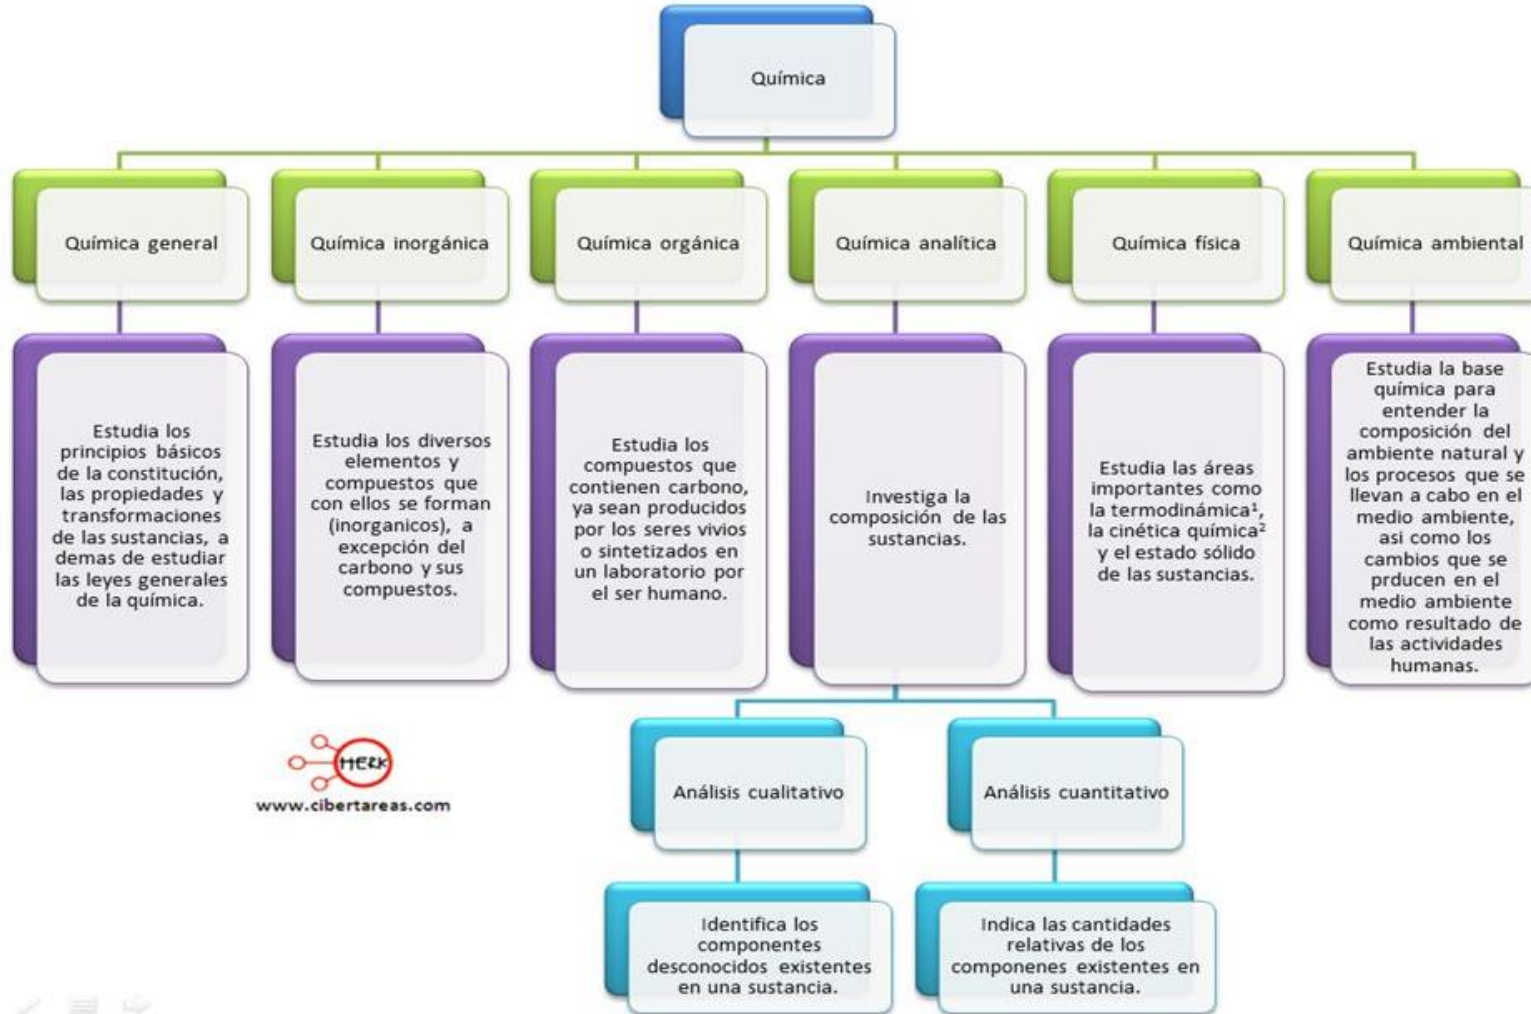 Química
Química general
Química inorgánica
Química orgánica
Química analítica
Química física
Química ambiental
Estudia los
principios básicos
de la constitución,
las propiedades y
transformaciones
de las sustancias, a
demas de estudiar
las leyes generales
de la química.
Estudia los diversos
elementos y
compuestos que
con ellos se forman
(inorganicos), a
excepción del
carbono y sus
compuestos.
Estudia los
compuestos que
contienen carbono,
ya sean producidos
por los seres vivios
o sintetizados en
un laboratorio por
el ser humano.
Investiga la
composición de las
sustancias.
Estudia las áreas
importantes como
la termodinámica¹,
la cinética química²
y el estado sólido
de las sustancias.
Estudia la base
química para
entender la
composición del
ambiente natural y
los procesos que se
llevan a cabo en el
medio ambiente,
asi como los
cambios que se
prducen en el
medio ambiente
como resultado de
las actividades
humanas.
HERK
www.cibertareas.com
Análisis cualitativo
Análisis cuantitativo
Identifica los
componentes
desconocidos existentes
en una sustancia.
Indica las cantidades
relativas de los
componenes existentes en
una sustancia.